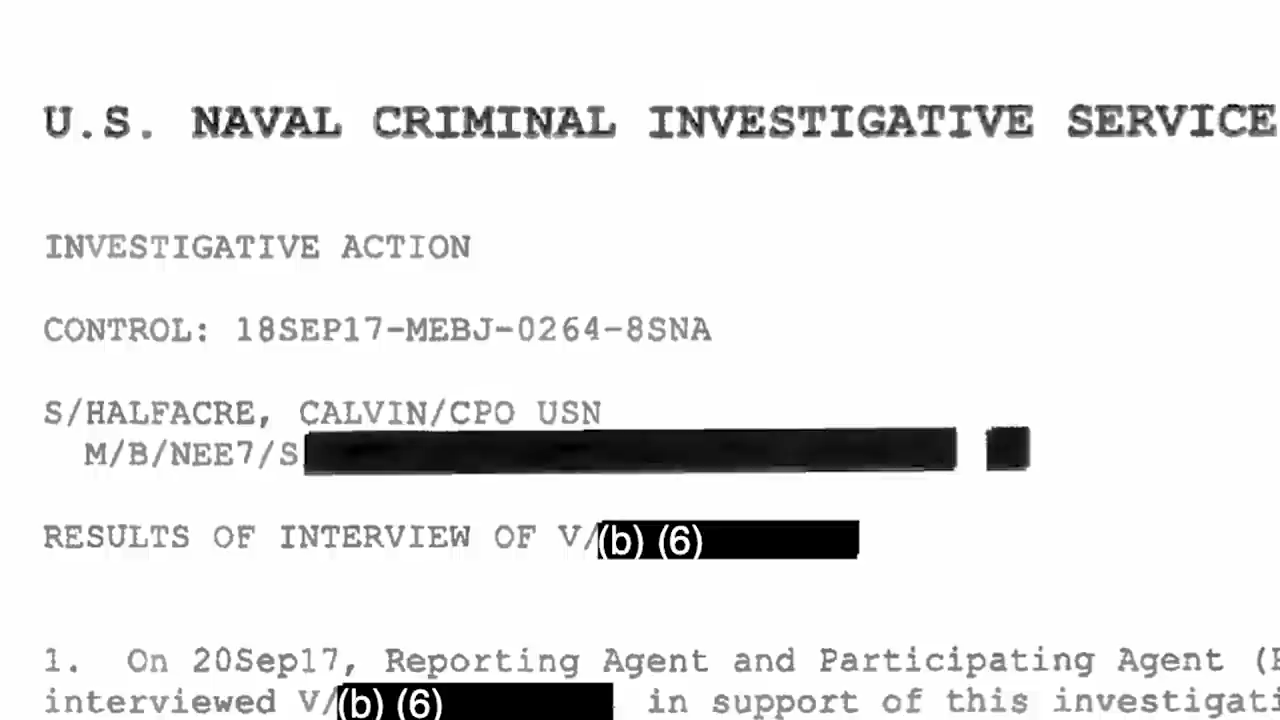 U.S. NAVAL CRIMINAL INVESTIGATIVE SERVICE
INVESTIGATIVE ACTION
CONTROL: 18SEP17-MEBJ-0264-8SNA
S/HALFACRE, CALVIN/CPO USN
M/B/NEE7/S
RESULTS OF INTERVIEW OF V/(b) (6)
1. On 20Sep17, Reporting Agent and Participating Agent (
interviewed V/(b) (6) in support of this investigati